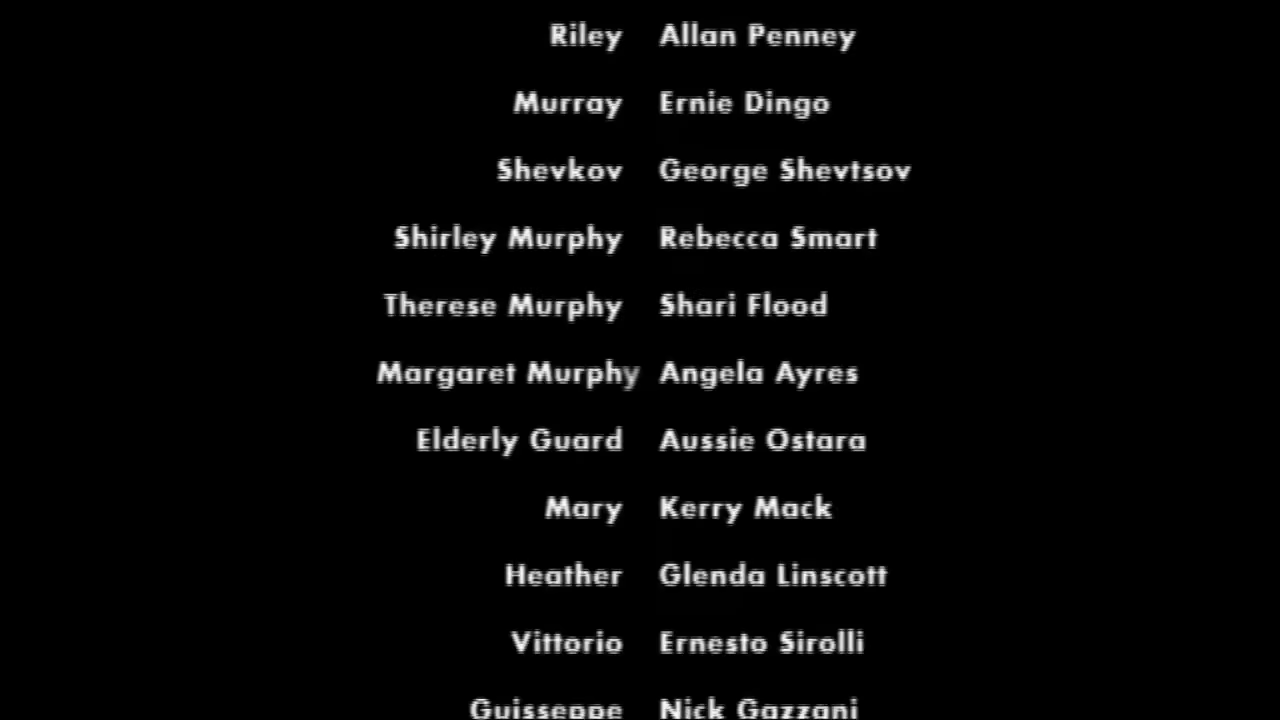 Riley Allan Penney
Murray Ernie Dingo
Shevkov George Shevtsov
Shirley Murphy Rebecca Smart
Therese Murphy Shari Flood
Margaret Murphy Angela Ayres
Elderly Guard Aussie Ostara
Mary Kerry Mack
Heather Glenda Linscott
Vittorio Ernesto Sirolli
Guisseppe Nick Gazzani